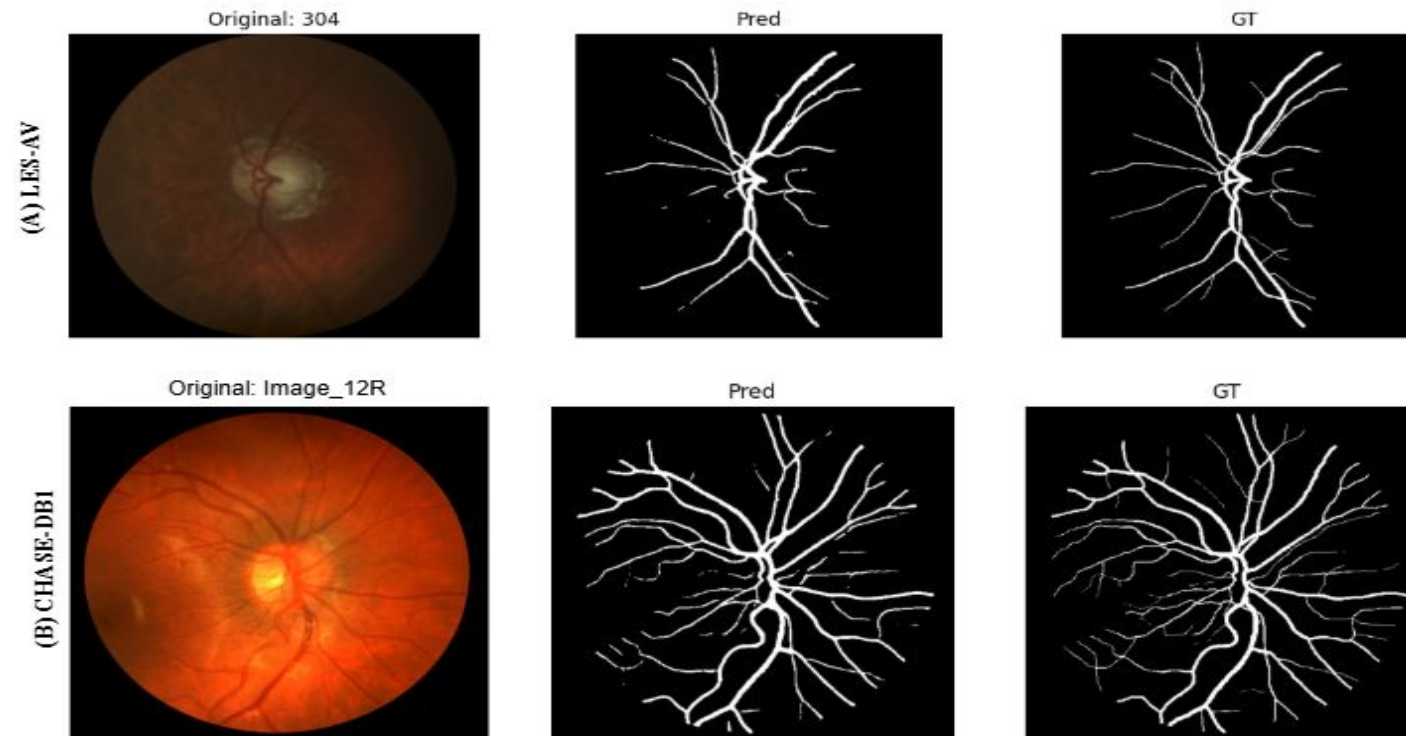 Original: 304
Pred
GT
(A) LES-AV
Original: Image_12R
Pred
GT
(B) CHASE-DB1